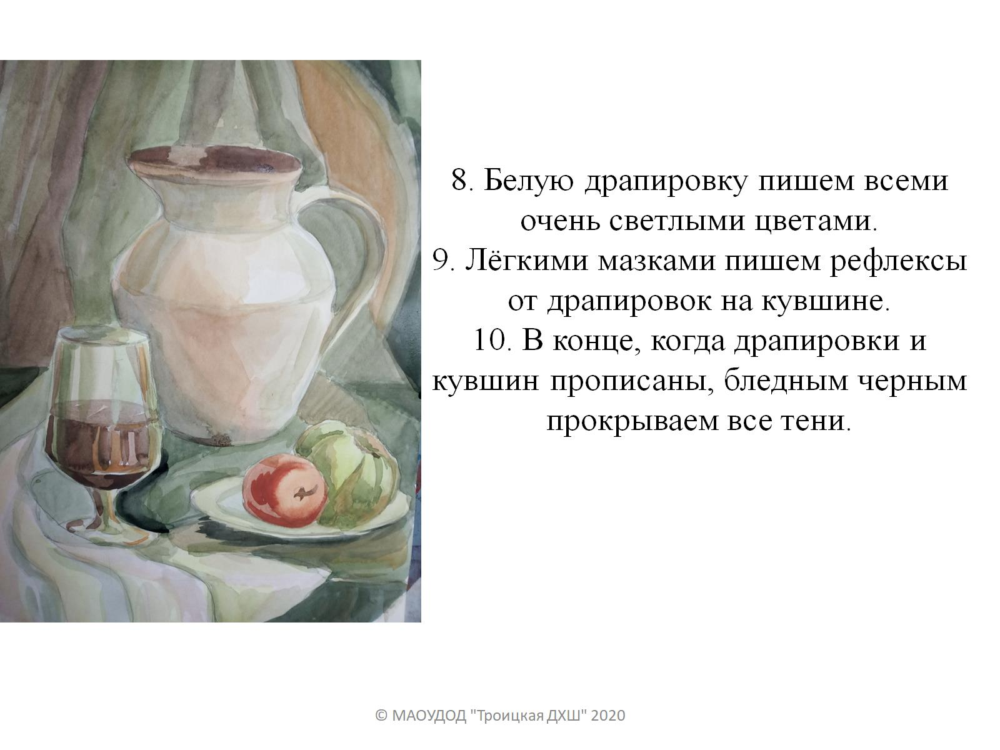 8. Белую драпировку пишем всеми
очень светлыми цветами.
9. Лёгкими мазками пишем рефлексы
от драпировок на кувшине.
10. В конце, когда драпировки и
кувшин прописаны, бледным черным
прокрываем все тени.
© МАОУДОД "Троицкая ДХШ" 2020